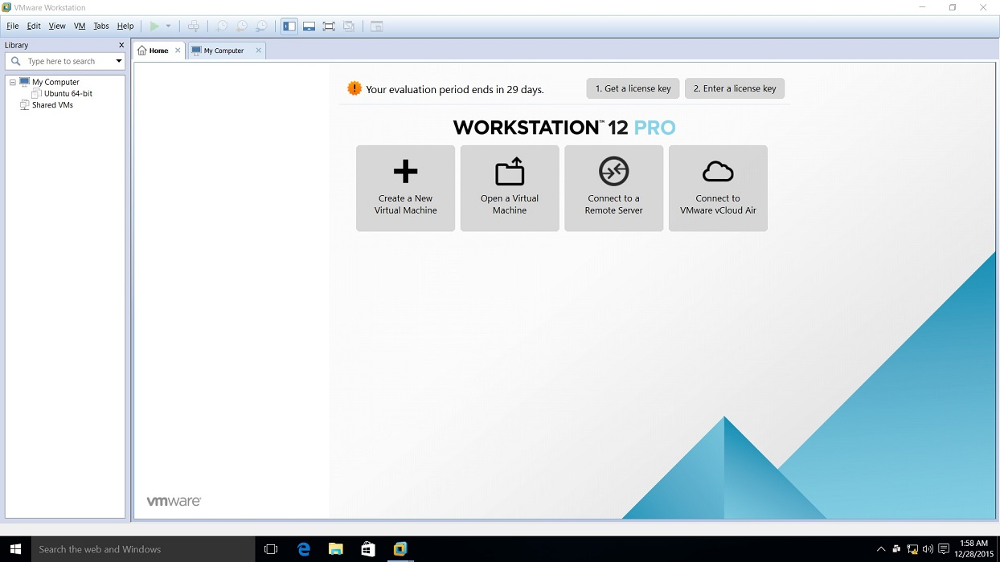 VMware Workstation
File Edit View VM Tabs Help
Library
Type here to search
My Computer
Ubuntu 64-bit
Shared VMs
Home
My Computer
Your evaluation period ends in 29 days.
1. Get a license key
2. Enter a license key
WORKSTATION™ 12 PRO
Create a New
Virtual Machine
Open a Virtual
Machine
Connect to a
Remote Server
Connect to
VMware vCloud Air
vmware®
Search the web and Windows
1:58 AM
12/28/2015